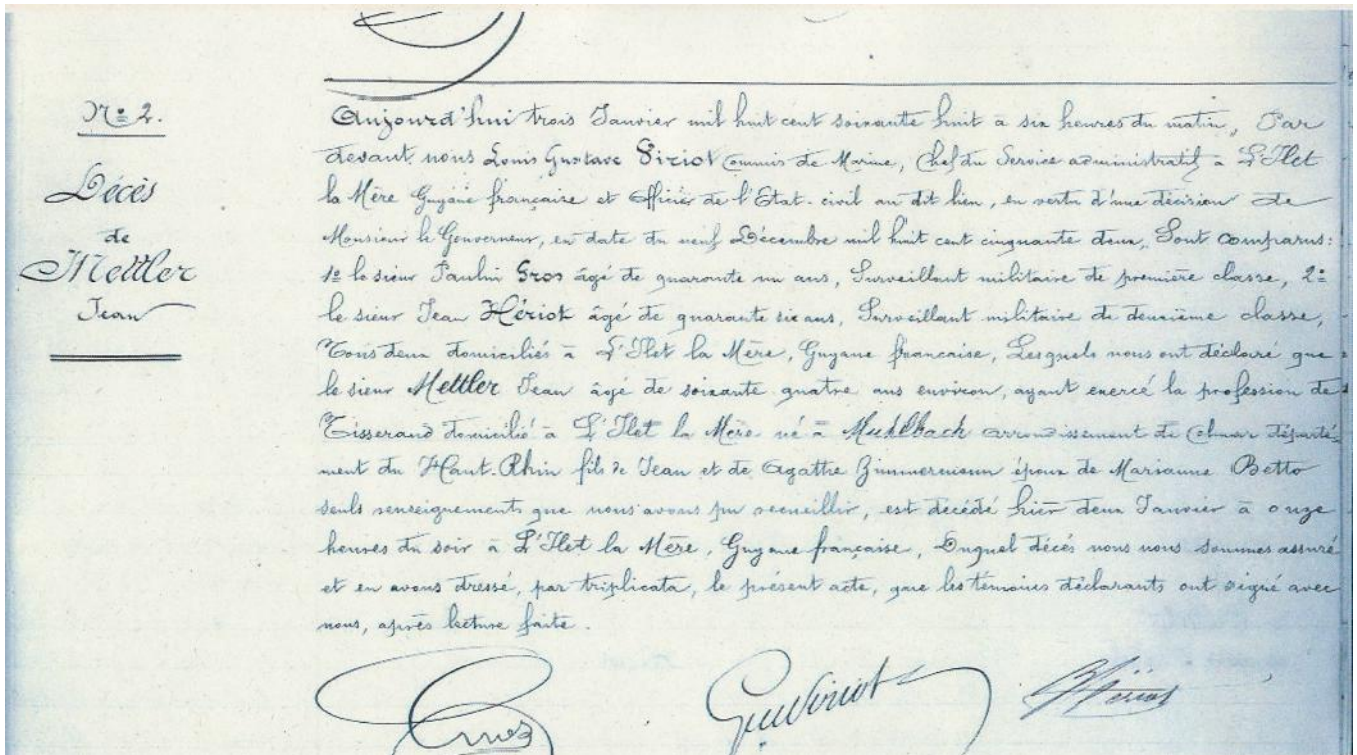 N° 2.
Décès
de
Mettler
Jean
Aujourd'hui trois Janvier mil huit cent soixante huit à six heures du matin, Par
devant nous Louis Gustave Viriot Commis de Marine, Chef du Service administratif à L'Ilet
la Mère Guyane française et officier de l'Etat-civil au dit lieu, en vertu d'une décision de
Monsieur le Gouverneur, en date du neuf Décembre mil huit cent cinquante deux, Sont comparus:
1° le sieur Paulin Gros âgé de quarante un ans, Surveillant militaire de première classe, 2°
le sieur Jean Hériot âgé de quarante six ans, Surveillant militaire de deuxième classe,
Tous deux domiciliés à L'Ilet la Mère, Guyane française, Lesquels nous ont déclaré que
le sieur Mettler Jean âgé de soixante quatre ans environ, ayant exercé la profession de
Tisserand domicilié à L'Ilet la Mère né à Muhlbach arrondissement de Colmar départe-
ment du Haut-Rhin fils de Jean et de Agathe Zimmermann époux de Marianne Betto
seuls renseignements que nous avons pu recueillir, est décédé hier deux Janvier à onze
heures du soir à L'Ilet la Mère, Guyane française, Duquel décès nous nous sommes assuré
et en avons dressé, par triplicata, le présent acte, que les témoins déclarants ont signé avec
nous, après lecture faite.
Gros Gve Viriot Hériot